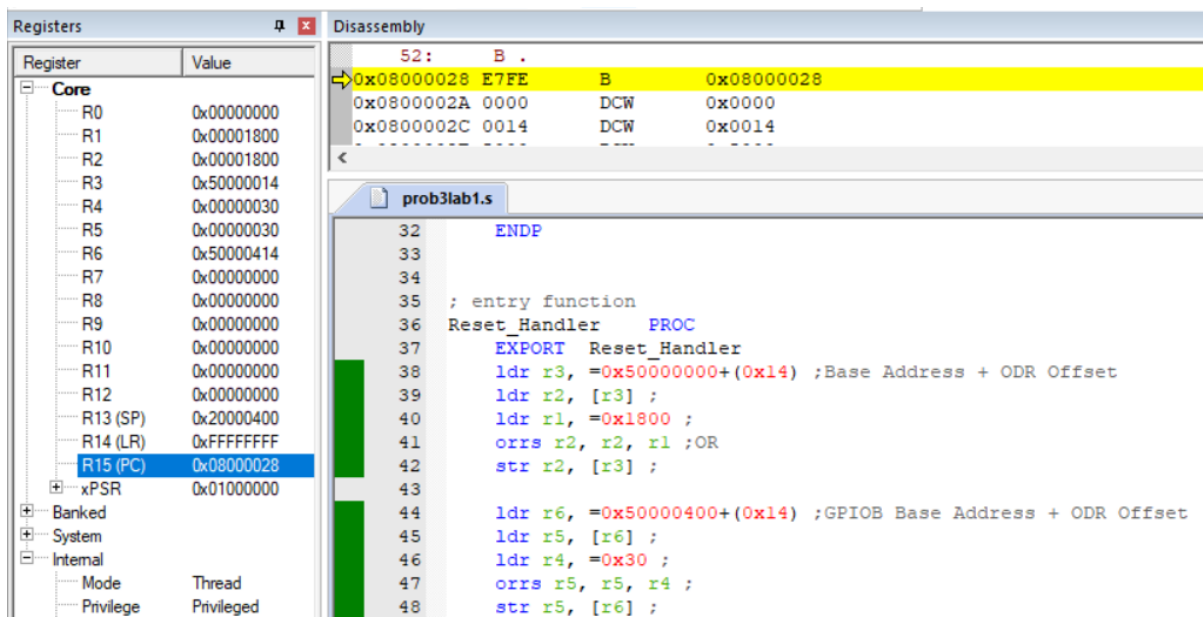 Registers
Register Value
Core
R0 0x00000000
R1 0x00001800
R2 0x00001800
R3 0x50000014
R4 0x00000030
R5 0x00000030
R6 0x50000414
R7 0x00000000
R8 0x00000000
R9 0x00000000
R10 0x00000000
R11 0x00000000
R12 0x00000000
R13 (SP) 0x20000400
R14 (LR) 0xFFFFFFFF
R15 (PC) 0x08000028
xPSR 0x01000000
Banked
System
Internal
Mode Thread
Privilege Privileged
Disassembly
52: B .
0x08000028 E7FE B 0x08000028
0x0800002A 0000 DCW 0x0000
0x0800002C 0014 DCW 0x0014
prob3lab1.s
32 ENDP
33
34
35 ; entry function
36 Reset_Handler PROC
37 EXPORT Reset_Handler
38 ldr r3, =0x50000000+(0x14) ;Base Address + ODR Offset
39 ldr r2, [r3] ;
40 ldr r1, =0x1800 ;
41 orrs r2, r2, r1 ;OR
42 str r2, [r3] ;
43
44 ldr r6, =0x50000400+(0x14) ;GPIOB Base Address + ODR Offset
45 ldr r5, [r6] ;
46 ldr r4, =0x30 ;
47 orrs r5, r5, r4 ;
48 str r5, [r6] ;